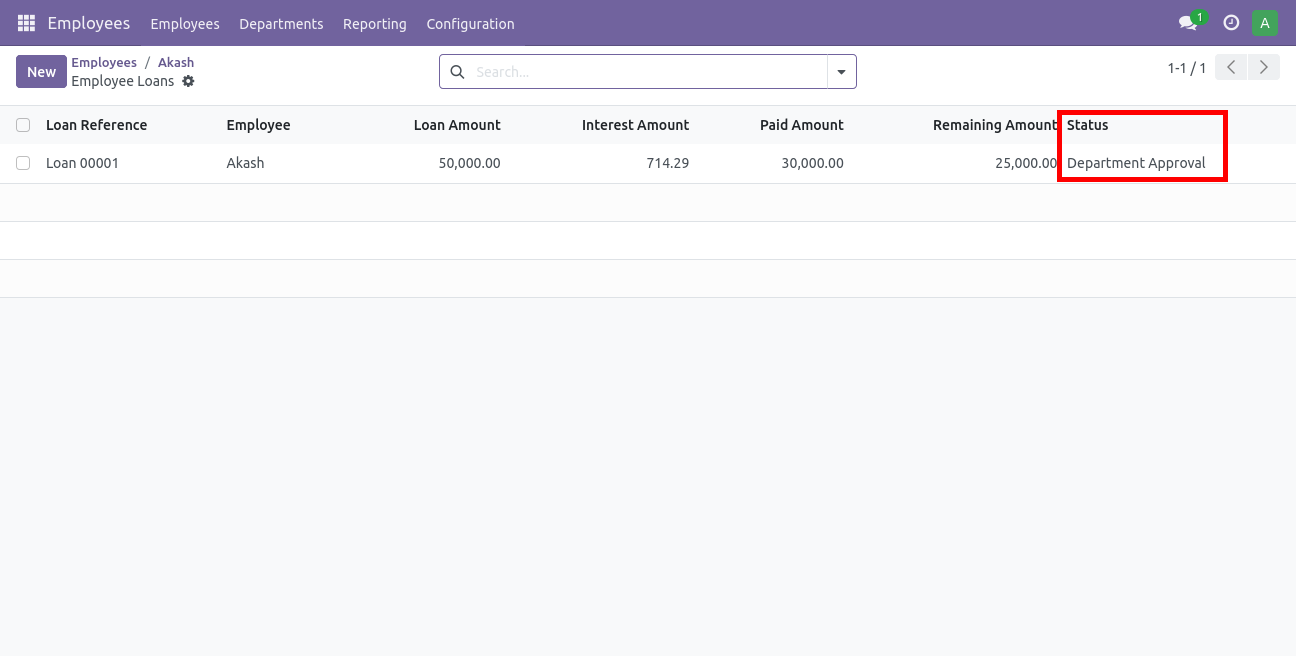 Employees Employees Departments Reporting Configuration 1 A
New Employees / Akash
Employee Loans
Search...
1-1 / 1
Loan Reference Employee Loan Amount Interest Amount Paid Amount Remaining Amount Status
Loan 00001 Akash 50,000.00 714.29 30,000.00 25,000.00 Department Approval